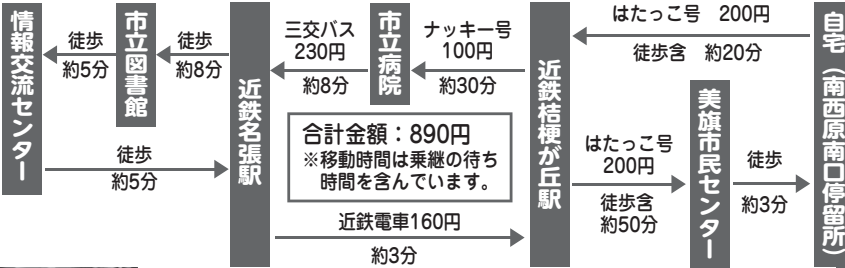 情報交流センター
徒歩
約5分
市立図書館
徒歩
約8分
近鉄名張駅
三交バス
230円
約8分
市立病院
ナッキー号
100円
約30分
近鉄桔梗が丘駅
はたっこ号 200円
徒歩含 約20分
自宅（南西原南口停留所）
徒歩
約5分
合計金額：890円
※移動時間は乗継の待ち
時間を含んでいます。
近鉄電車160円
約3分
はたっこ号
200円
徒歩含
約50分
美旗市民センター
徒歩
約3分